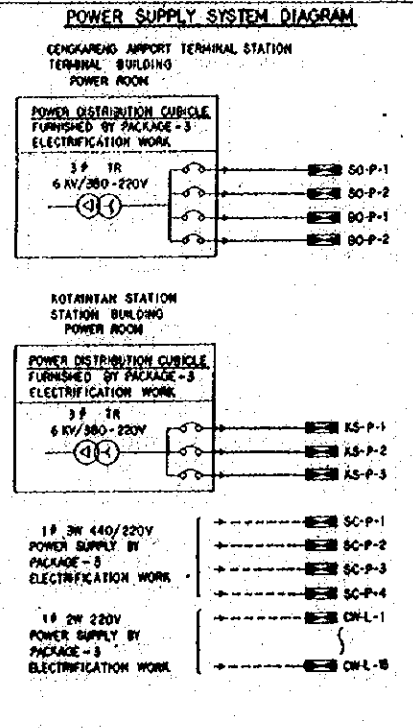 POWER SUPPLY SYSTEM DIAGRAM
CENGKARENG AIRPORT TERMINAL STATION
TERMINAL BUILDING
POWER ROOM
POWER DISTRIBUTION CUBICLE
FURNISHED BY PACKAGE-3
ELECTRIFICATION WORK
3φ TR
6 KV/380-220V
SO-P-1
SO-P-2
BO-P-1
BO-P-2
KOTAINTAN STATION
STATION BUILDING
POWER ROOM
POWER DISTRIBUTION CUBICLE
FURNISHED BY PACKAGE-3
ELECTRIFICATION WORK
3φ TR
6 KV/380-220V
KS-P-1
KS-P-2
KS-P-3
1φ 3W 440/220V
POWER SUPPLY BY
PACKAGE-3
ELECTRIFICATION WORK
SC-P-1
SC-P-2
SC-P-3
SC-P-4
1φ 2W 220V
POWER SUPPLY BY
PACKAGE-3
ELECTRIFICATION WORK
CW-L-1
CW-L-15